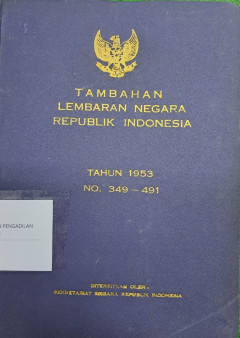 TAMBAHAN
LEMBARAN NEGARA
REPUBLIK INDONESIA
TAHUN 1953
NO. 349 — 491
PENGADILAN
DITERBITKAN OLEH :
SEKRETARIAT NEGARA REPUBLIK INDONESIA